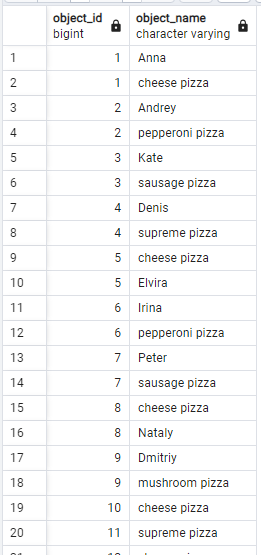 object_id object_name
bigint character varying
1 1 Anna
2 1 cheese pizza
3 2 Andrey
4 2 pepperoni pizza
5 3 Kate
6 3 sausage pizza
7 4 Denis
8 4 supreme pizza
9 5 cheese pizza
10 5 Elvira
11 6 Irina
12 6 pepperoni pizza
13 7 Peter
14 7 sausage pizza
15 8 cheese pizza
16 8 Nataly
17 9 Dmitriy
18 9 mushroom pizza
19 10 cheese pizza
20 11 supreme pizza